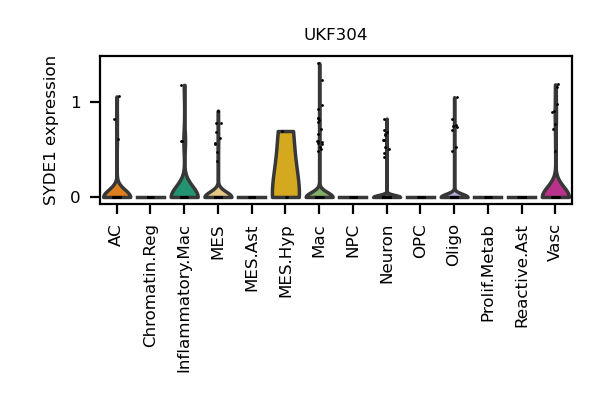 UKF304
SYDE1 expression
1
0
AC
Chromatin.Reg
Inflammatory.Mac
MES
MES.Ast
MES.Hyp
Mac
NPC
Neuron
OPC
Oligo
Prolif.Metab
Reactive.Ast
Vasc